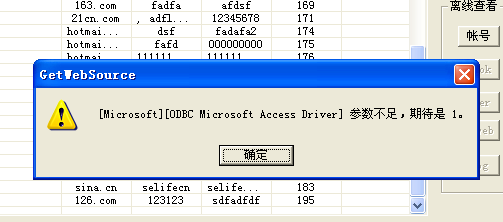 163.com fadfa afdsf 169
离线查看
21cn.com , adfl... 12345678 171
帐号
hotmai... dsf fadafa2 174
hotmai... fafd 000000000 175
hotmai 111111 111111 176
GetWebSource
[Microsoft][ODBC Microsoft Access Driver] 参数不足，期待是 1。
确定
sina.cn selifecn selife... 183
126.com 123123 sdfadfdf 195